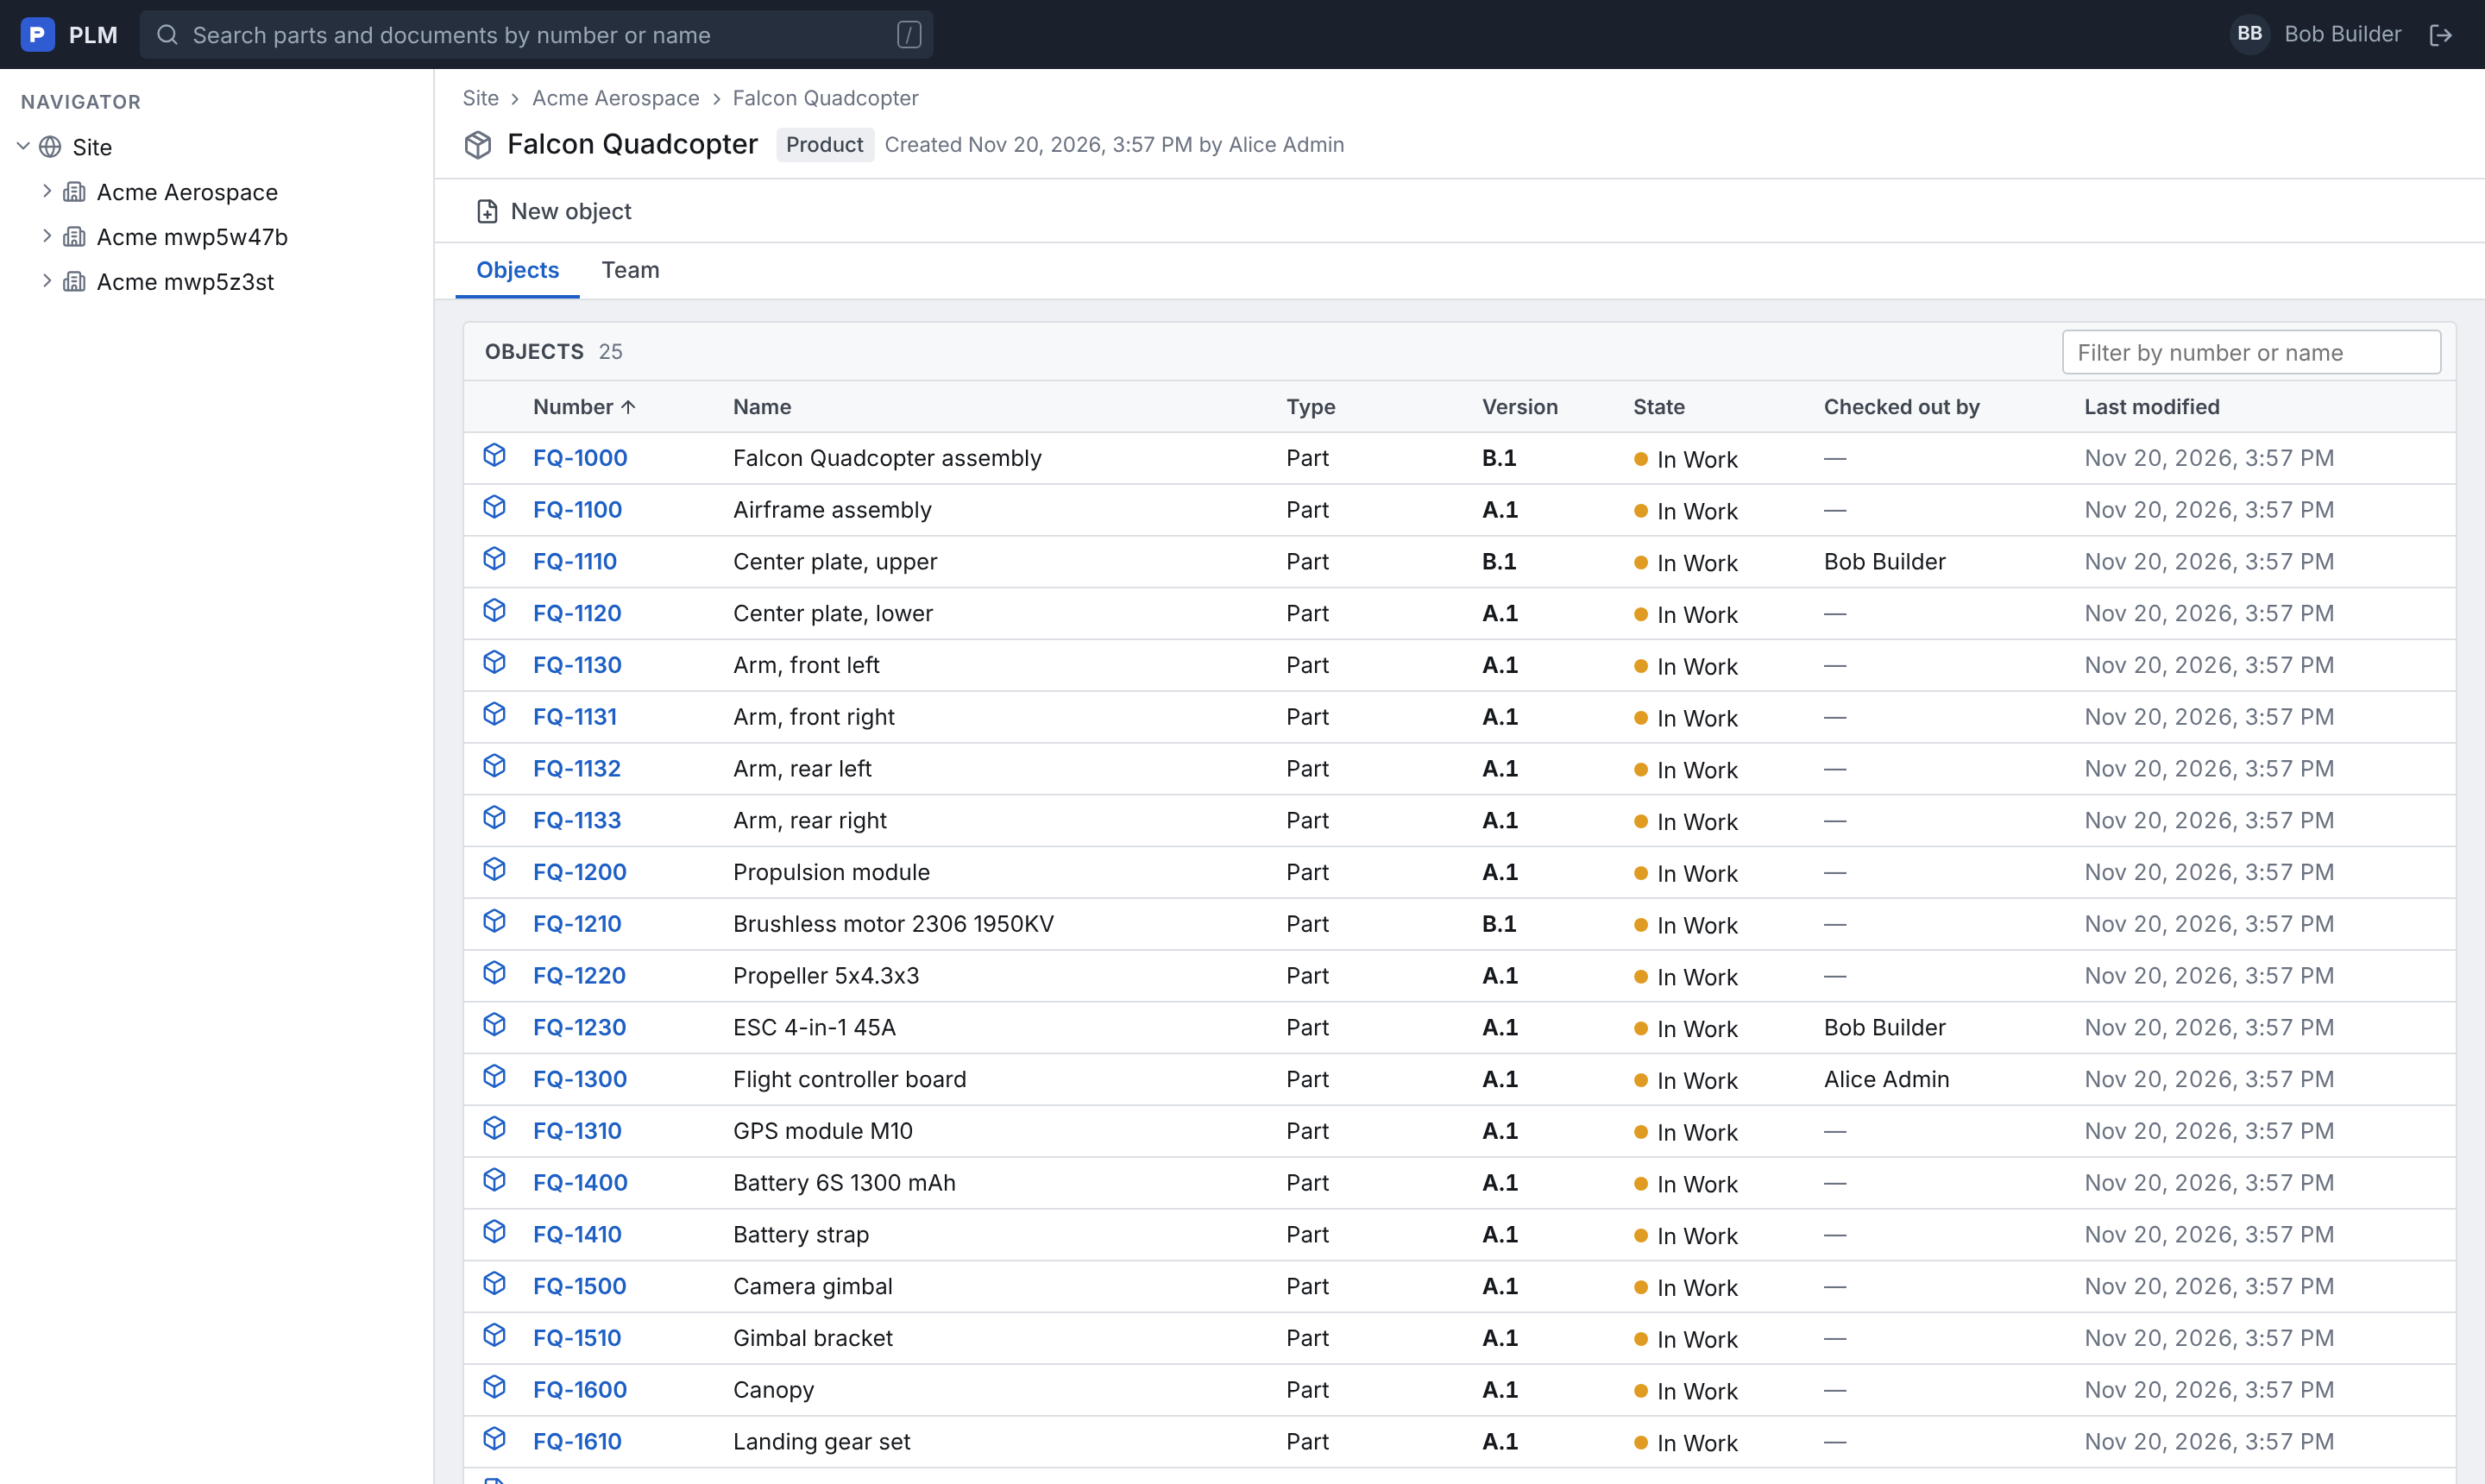 P PLM Search parts and documents by number or name / BB Bob Builder
NAVIGATOR
Site
Acme Aerospace
Acme mwp5w47b
Acme mwp5z3st
Site > Acme Aerospace > Falcon Quadcopter
Falcon Quadcopter Product Created Nov 20, 2026, 3:57 PM by Alice Admin
New object
Objects Team
OBJECTS 25 Filter by number or name
Number ↑ Name Type Version State Checked out by Last modified
FQ-1000 Falcon Quadcopter assembly Part B.1 In Work — Nov 20, 2026, 3:57 PM
FQ-1100 Airframe assembly Part A.1 In Work — Nov 20, 2026, 3:57 PM
FQ-1110 Center plate, upper Part B.1 In Work Bob Builder Nov 20, 2026, 3:57 PM
FQ-1120 Center plate, lower Part A.1 In Work — Nov 20, 2026, 3:57 PM
FQ-1130 Arm, front left Part A.1 In Work — Nov 20, 2026, 3:57 PM
FQ-1131 Arm, front right Part A.1 In Work — Nov 20, 2026, 3:57 PM
FQ-1132 Arm, rear left Part A.1 In Work — Nov 20, 2026, 3:57 PM
FQ-1133 Arm, rear right Part A.1 In Work — Nov 20, 2026, 3:57 PM
FQ-1200 Propulsion module Part A.1 In Work — Nov 20, 2026, 3:57 PM
FQ-1210 Brushless motor 2306 1950KV Part B.1 In Work — Nov 20, 2026, 3:57 PM
FQ-1220 Propeller 5x4.3x3 Part A.1 In Work — Nov 20, 2026, 3:57 PM
FQ-1230 ESC 4-in-1 45A Part A.1 In Work Bob Builder Nov 20, 2026, 3:57 PM
FQ-1300 Flight controller board Part A.1 In Work Alice Admin Nov 20, 2026, 3:57 PM
FQ-1310 GPS module M10 Part A.1 In Work — Nov 20, 2026, 3:57 PM
FQ-1400 Battery 6S 1300 mAh Part A.1 In Work — Nov 20, 2026, 3:57 PM
FQ-1410 Battery strap Part A.1 In Work — Nov 20, 2026, 3:57 PM
FQ-1500 Camera gimbal Part A.1 In Work — Nov 20, 2026, 3:57 PM
FQ-1510 Gimbal bracket Part A.1 In Work — Nov 20, 2026, 3:57 PM
FQ-1600 Canopy Part A.1 In Work — Nov 20, 2026, 3:57 PM
FQ-1610 Landing gear set Part A.1 In Work — Nov 20, 2026, 3:57 PM